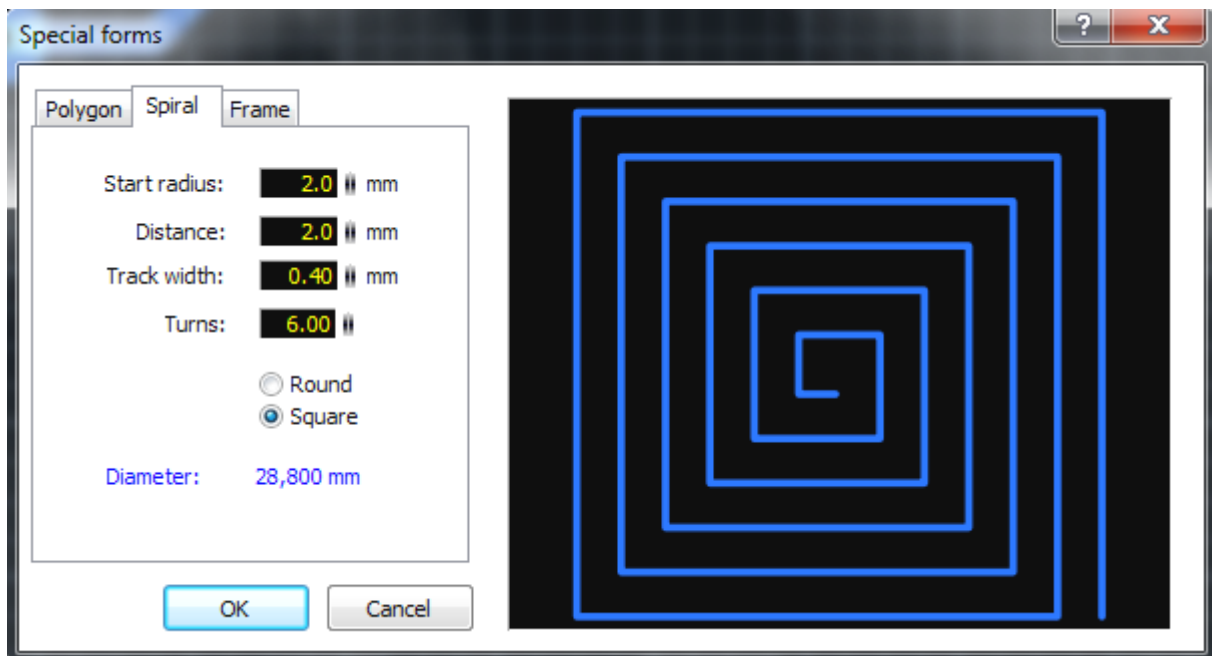 Special forms
?
X
Polygon Spiral Frame
Start radius: 2.0 mm
Distance: 2.0 mm
Track width: 0.40 mm
Turns: 6.00
Round
Square
Diameter: 28,800 mm
OK Cancel